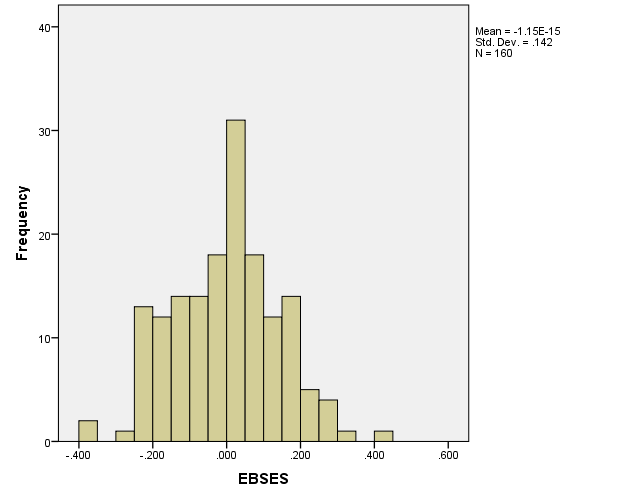 Mean = -1.15E-15
Std. Dev. = .142
N = 160
40
30
20
10
0
Frequency
-.400 -.200 .000 .200 .400 .600
EBSES